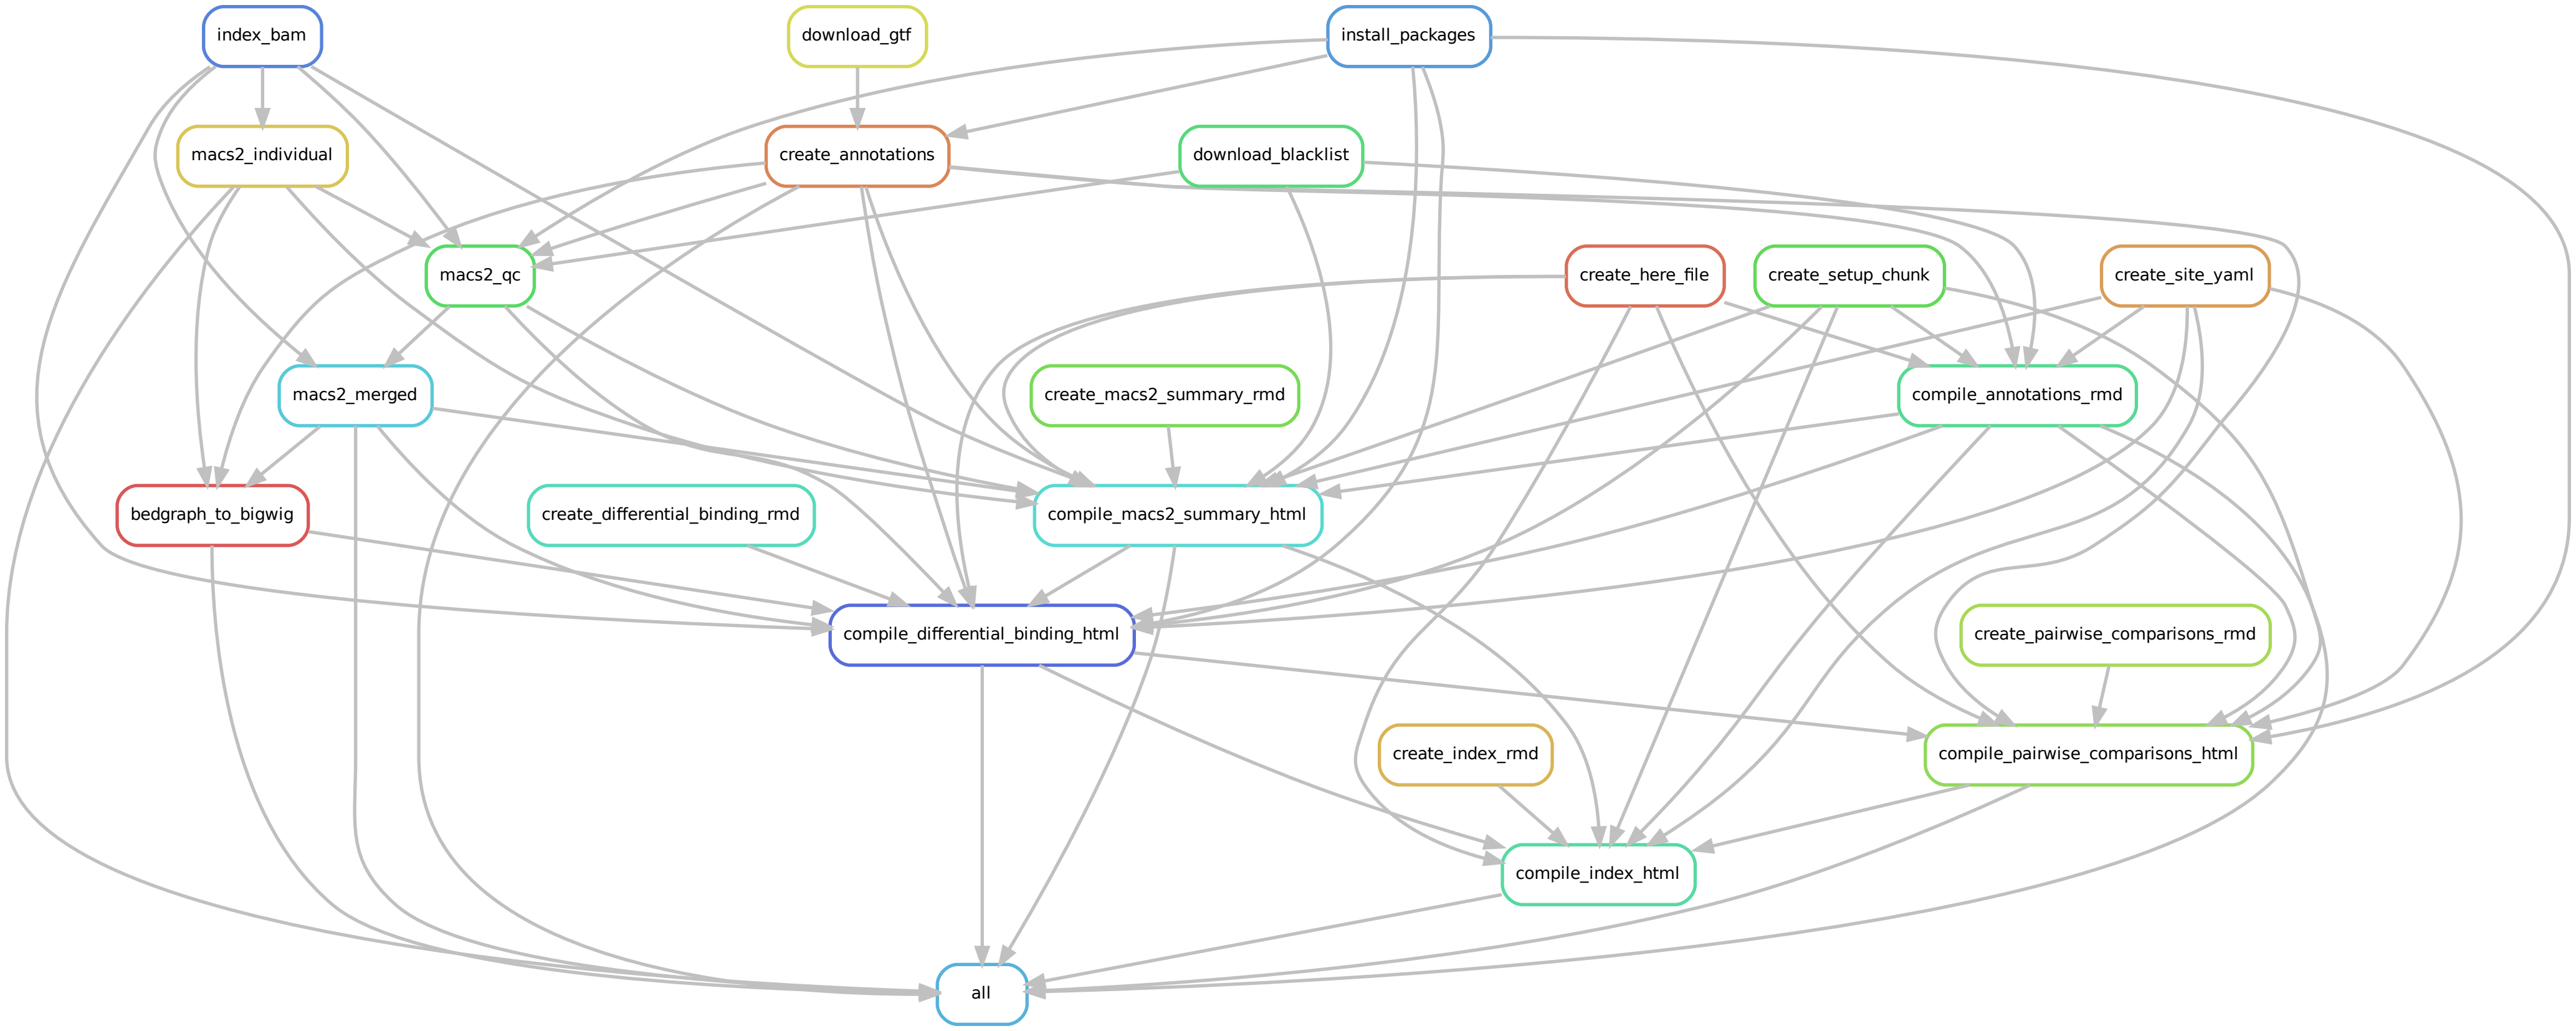 index_bam
download_gtf
install_packages
macs2_individual
create_annotations
download_blacklist
macs2_qc
create_here_file
create_setup_chunk
create_site_yaml
macs2_merged
create_macs2_summary_rmd
compile_annotations_rmd
bedgraph_to_bigwig
create_differential_binding_rmd
compile_macs2_summary_html
compile_differential_binding_html
create_pairwise_comparisons_rmd
create_index_rmd
compile_pairwise_comparisons_html
compile_index_html
all